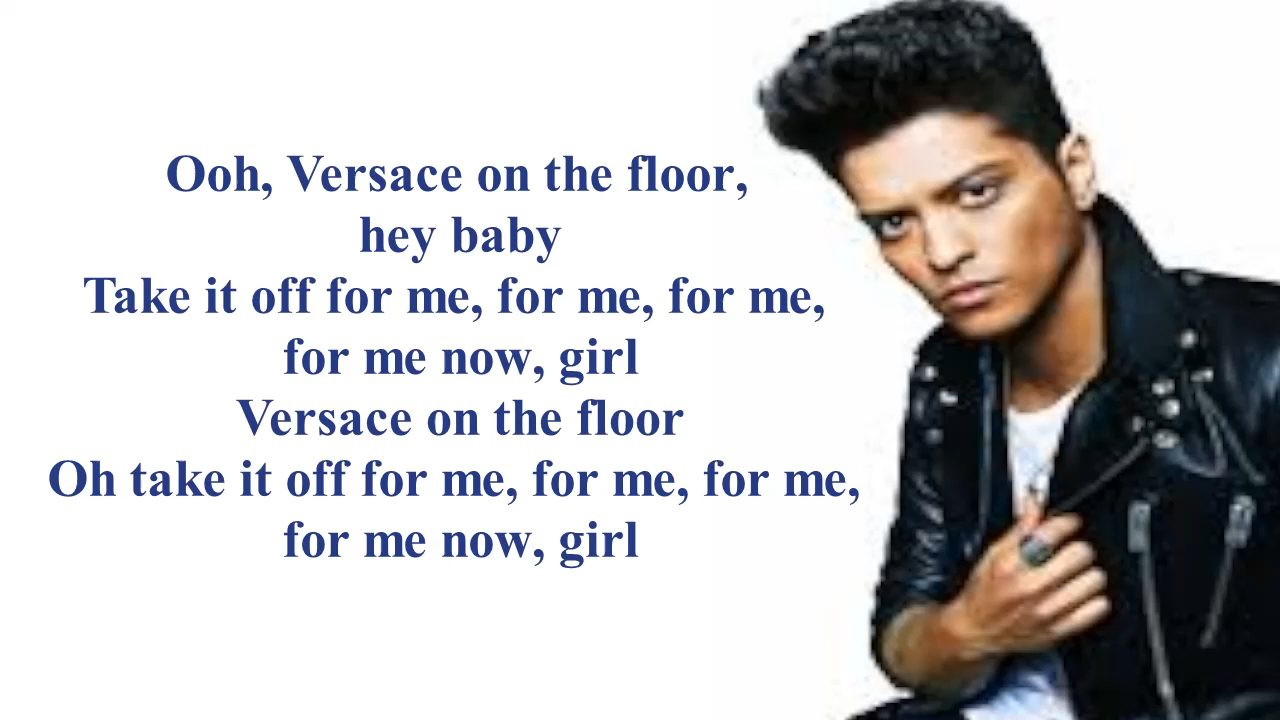 Ooh, Versace on the floor,
hey baby
Take it off for me, for me, for me,
for me now, girl
Versace on the floor
Oh take it off for me, for me, for me,
for me now, girl